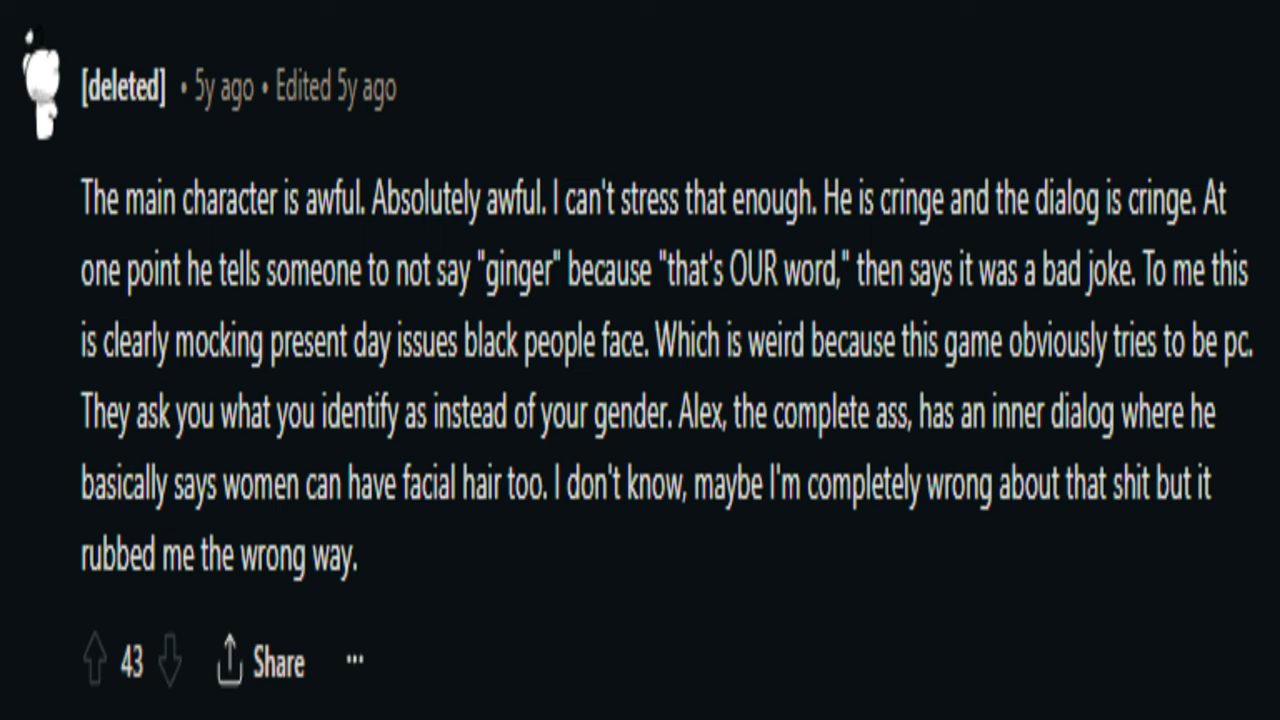 [deleted] • 5y ago • Edited 5y ago
The main character is awful. Absolutely awful. I can't stress that enough. He is cringe and the dialog is cringe. At
one point he tells someone to not say "ginger" because "that's OUR word," then says it was a bad joke. To me this
is clearly mocking present day issues black people face. Which is weird because this game obviously tries to be pc.
They ask you what you identify as instead of your gender. Alex, the complete ass, has an inner dialog where he
basically says women can have facial hair too. I don't know, maybe I'm completely wrong about that shit but it
rubbed me the wrong way.
43 Share ...